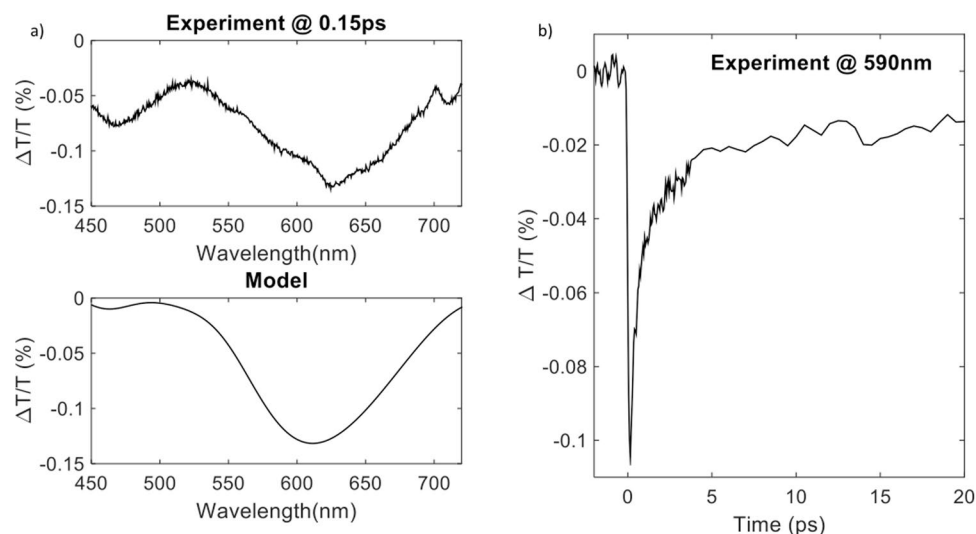 a)
Experiment @ 0.15ps
0
-0.05
-0.1
-0.15
ΔT/T (%)
450 500 550 600 650 700
Wavelength(nm)
Model
0
-0.05
-0.1
-0.15
ΔT/T (%)
450 500 550 600 650 700
Wavelength(nm)
b)
Experiment @ 590nm
0
-0.02
-0.04
-0.06
-0.08
-0.1
Δ T/T (%)
0 5 10 15 20
Time (ps)